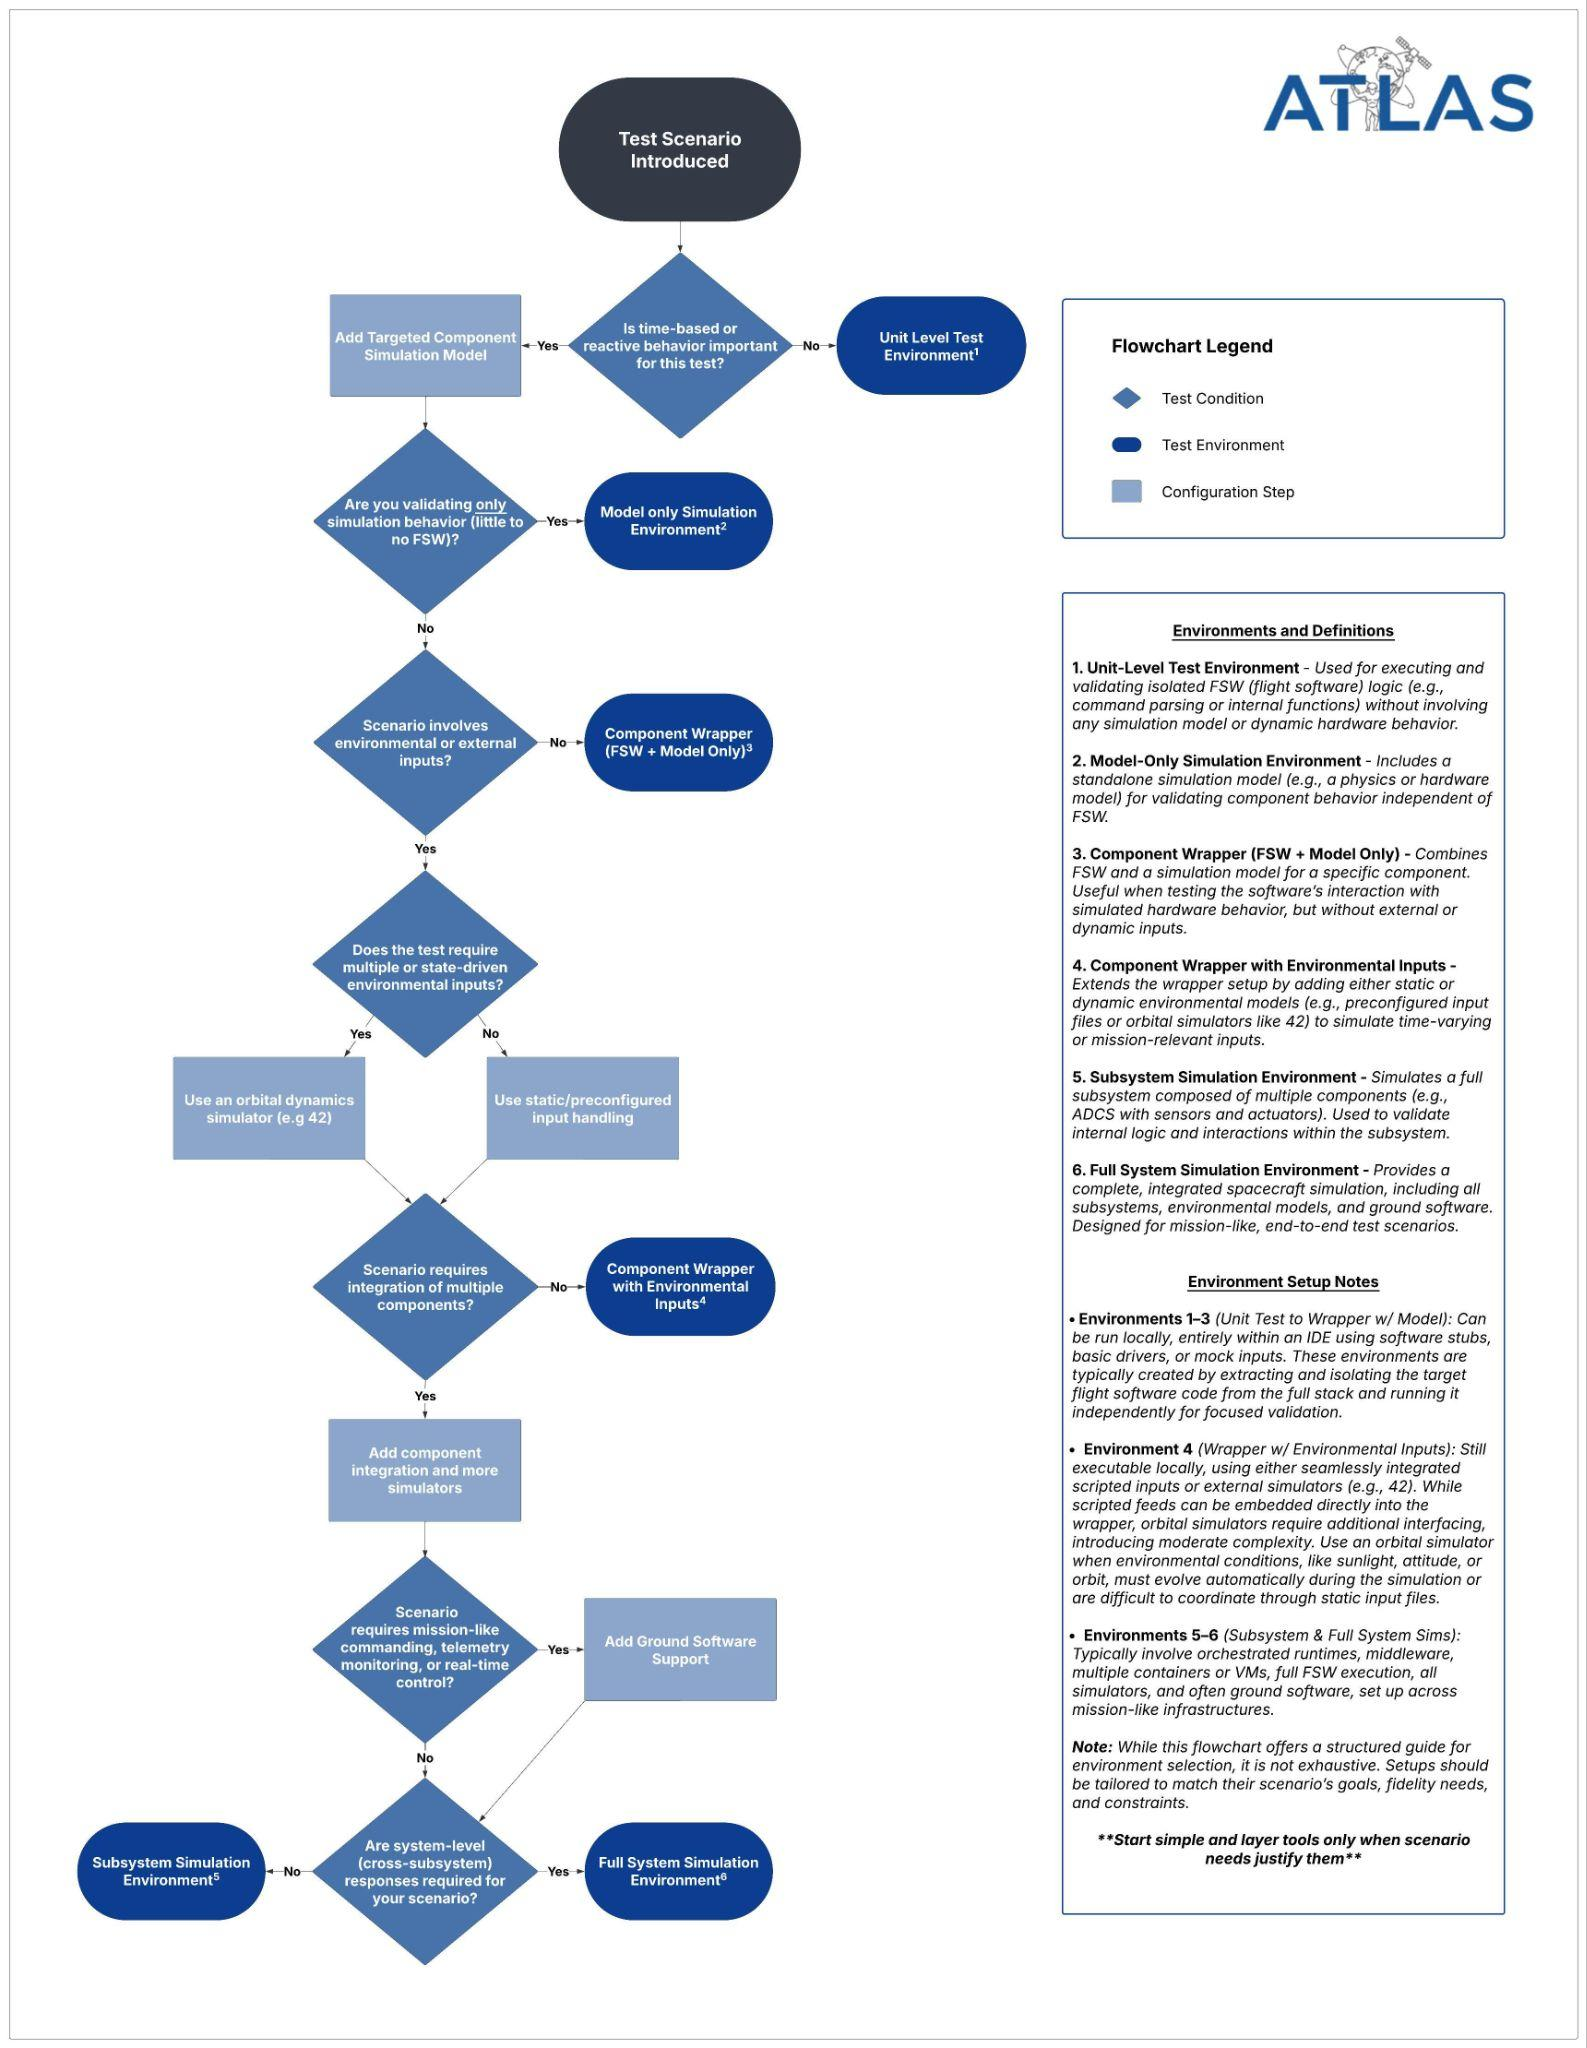 ATLAS
Test Scenario
Introduced
Is time-based or
reactive behavior important
for this test?
Yes
No
Add Targeted Component
Simulation Model
Unit Level Test
Environment¹
Are you validating only
simulation behavior (little to
no FSW)?
Yes
Model only Simulation
Environment²
No
Scenario involves
environmental or external
inputs?
No
Component Wrapper
(FSW + Model Only)³
Yes
Does the test require
multiple or state-driven
environmental inputs?
Yes
No
Use an orbital dynamics
simulator (e.g 42)
Use static/preconfigured
input handling
Scenario requires
integration of multiple
components?
No
Component Wrapper
with Environmental
Inputs⁴
Yes
Add component
integration and more
simulators
Scenario
requires mission-like
commanding, telemetry
monitoring, or real-time
control?
Yes
Add Ground Software
Support
No
Are system-level
(cross-subsystem)
responses required for
your scenario?
No
Subsystem Simulation
Environment⁵
Yes
Full System Simulation
Environment⁶
Flowchart Legend
Test Condition
Test Environment
Configuration Step
Environments and Definitions
1. Unit-Level Test Environment - Used for executing and
validating isolated FSW (flight software) logic (e.g.,
command parsing or internal functions) without involving
any simulation model or dynamic hardware behavior.
2. Model-Only Simulation Environment - Includes a
standalone simulation model (e.g., a physics or hardware
model) for validating component behavior independent of
FSW.
3. Component Wrapper (FSW + Model Only) - Combines
FSW and a simulation model for a specific component.
Useful when testing the software's interaction with
simulated hardware behavior, but without external or
dynamic inputs.
4. Component Wrapper with Environmental Inputs -
Extends the wrapper setup by adding either static or
dynamic environmental models (e.g., preconfigured input
files or orbital simulators like 42) to simulate time-varying
or mission-relevant inputs.
5. Subsystem Simulation Environment - Simulates a full
subsystem composed of multiple components (e.g.,
ADCS with sensors and actuators). Used to validate
internal logic and interactions within the subsystem.
6. Full System Simulation Environment - Provides a
complete, integrated spacecraft simulation, including all
subsystems, environmental models, and ground software.
Designed for mission-like, end-to-end test scenarios.
Environment Setup Notes
• Environments 1–3 (Unit Test to Wrapper w/ Model): Can
be run locally, entirely within an IDE using software stubs,
basic drivers, or mock inputs. These environments are
typically created by extracting and isolating the target
flight software code from the full stack and running it
independently for focused validation.
• Environment 4 (Wrapper w/ Environmental Inputs): Still
executable locally, using either seamlessly integrated
scripted inputs or external simulators (e.g., 42). While
scripted feeds can be embedded directly into the
wrapper, orbital simulators require additional interfacing,
introducing moderate complexity. Use an orbital simulator
when environmental conditions, like sunlight, attitude, or
orbit, must evolve automatically during the simulation or
are difficult to coordinate through static input files.
• Environments 5–6 (Subsystem & Full System Sims):
Typically involve orchestrated runtimes, middleware,
multiple containers or VMs, full FSW execution, all
simulators, and often ground software, set up across
mission-like infrastructures.
Note: While this flowchart offers a structured guide for
environment selection, it is not exhaustive. Setups should
be tailored to match their scenario's goals, fidelity needs,
and constraints.
**Start simple and layer tools only when scenario
needs justify them**